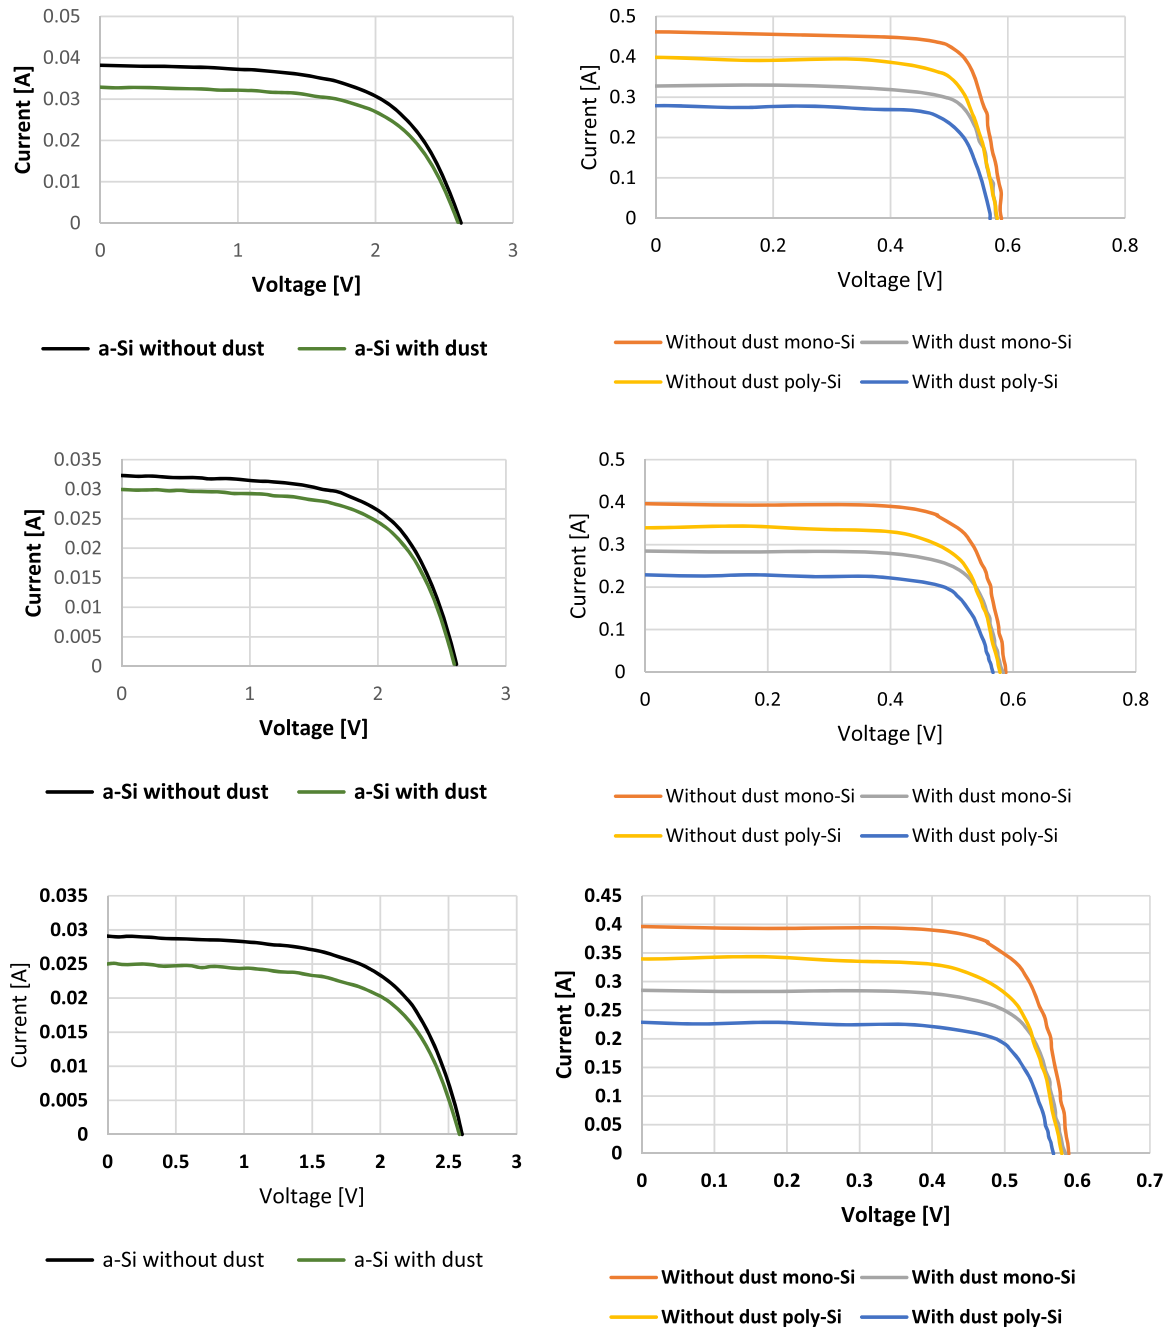 0.05
0.04
0.03
0.02
0.01
0
Current [A]
0 1 2 3
Voltage [V]
a-Si without dust a-Si with dust
0.5
0.4
0.3
0.2
0.1
0
Current [A]
0 0.2 0.4 0.6 0.8
Voltage [V]
Without dust mono-Si With dust mono-Si
Without dust poly-Si With dust poly-Si
0.035
0.03
0.025
0.02
0.015
0.01
0.005
0
Current [A]
0 1 2 3
Voltage [V]
a-Si without dust a-Si with dust
0.5
0.4
0.3
0.2
0.1
0
Current [A]
0 0.2 0.4 0.6 0.8
Voltage [V]
Without dust mono-Si With dust mono-Si
Without dust poly-Si With dust poly-Si
0.035
0.03
0.025
0.02
0.015
0.01
0.005
0
Current [A]
0 0.5 1 1.5 2 2.5 3
Voltage [V]
a-Si without dust a-Si with dust
0.45
0.4
0.35
0.3
0.25
0.2
0.15
0.1
0.05
0
Current [A]
0 0.1 0.2 0.3 0.4 0.5 0.6 0.7
Voltage [V]
Without dust mono-Si With dust mono-Si
Without dust poly-Si With dust poly-Si